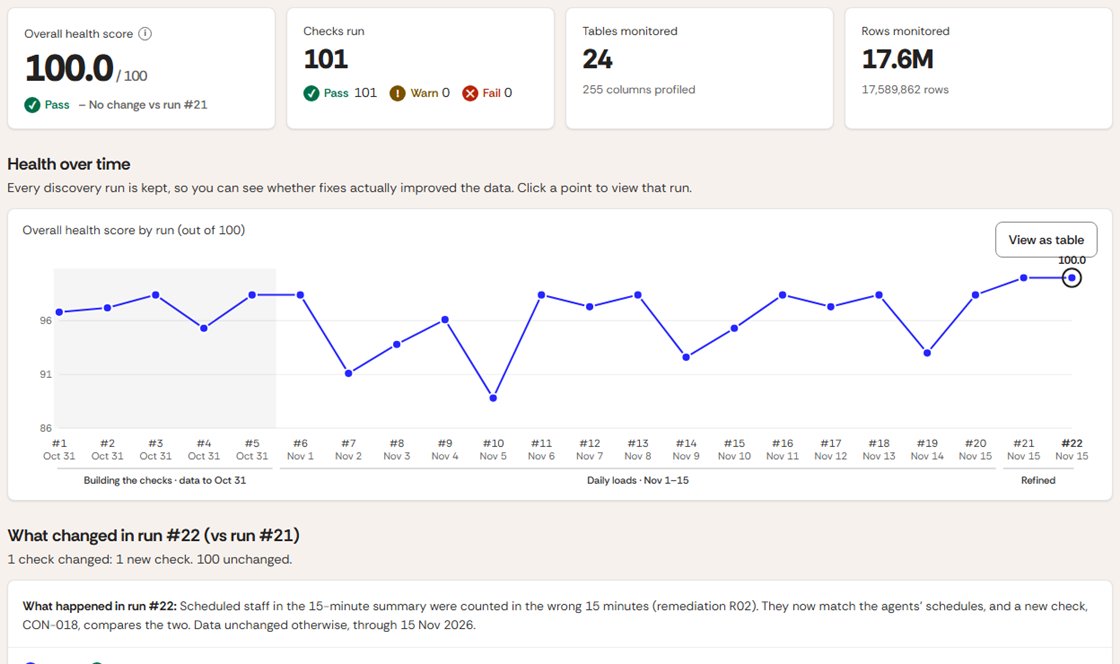 Overall health score
100.0 / 100
Pass – No change vs run #21
Checks run
101
Pass 101 Warn 0 Fail 0
Tables monitored
24
255 columns profiled
Rows monitored
17.6M
17,589,862 rows
Health over time
Every discovery run is kept, so you can see whether fixes actually improved the data. Click a point to view that run.
Overall health score by run (out of 100)
View as table
100.0
96
91
86
#1 #2 #3 #4 #5 #6 #7 #8 #9 #10 #11 #12 #13 #14 #15 #16 #17 #18 #19 #20 #21 #22
Oct 31 Oct 31 Oct 31 Oct 31 Oct 31 Nov 1 Nov 2 Nov 3 Nov 4 Nov 5 Nov 6 Nov 7 Nov 8 Nov 9 Nov 10 Nov 11 Nov 12 Nov 13 Nov 14 Nov 15 Nov 15 Nov 15
Building the checks · data to Oct 31 Daily loads · Nov 1–15 Refined
What changed in run #22 (vs run #21)
1 check changed: 1 new check. 100 unchanged.
What happened in run #22: Scheduled staff in the 15-minute summary were counted in the wrong 15 minutes (remediation R02). They now match the agents' schedules, and a new check,
CON-018, compares the two. Data unchanged otherwise, through 15 Nov 2026.